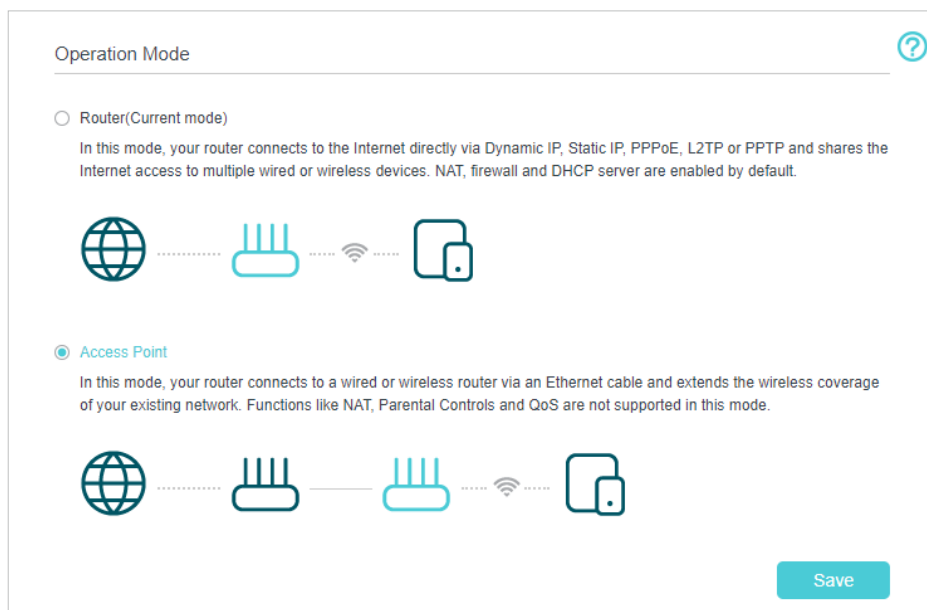 Operation Mode
?
Router(Current mode)
In this mode, your router connects to the Internet directly via Dynamic IP, Static IP, PPPoE, L2TP or PPTP and shares the
Internet access to multiple wired or wireless devices. NAT, firewall and DHCP server are enabled by default.
Access Point
In this mode, your router connects to a wired or wireless router via an Ethernet cable and extends the wireless coverage
of your existing network. Functions like NAT, Parental Controls and QoS are not supported in this mode.
Save